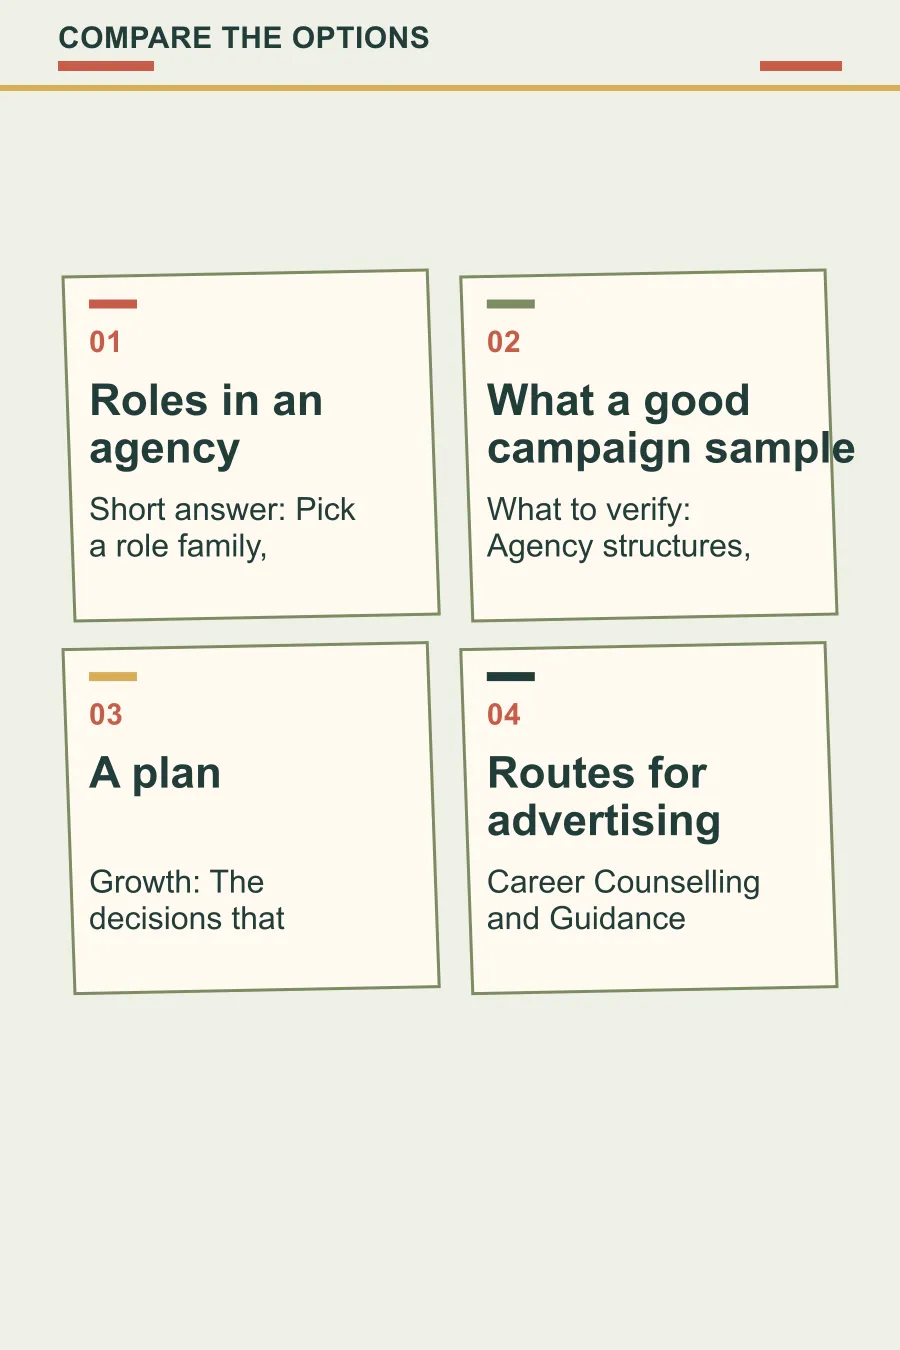 COMPARE THE OPTIONS
01
Roles in an
agency
Short answer: Pick
a role family,
02
What a good
campaign sample
What to verify:
Agency structures,
03
A plan
Growth: The
decisions that
04
Routes for
advertising
Career Counselling
and Guidance